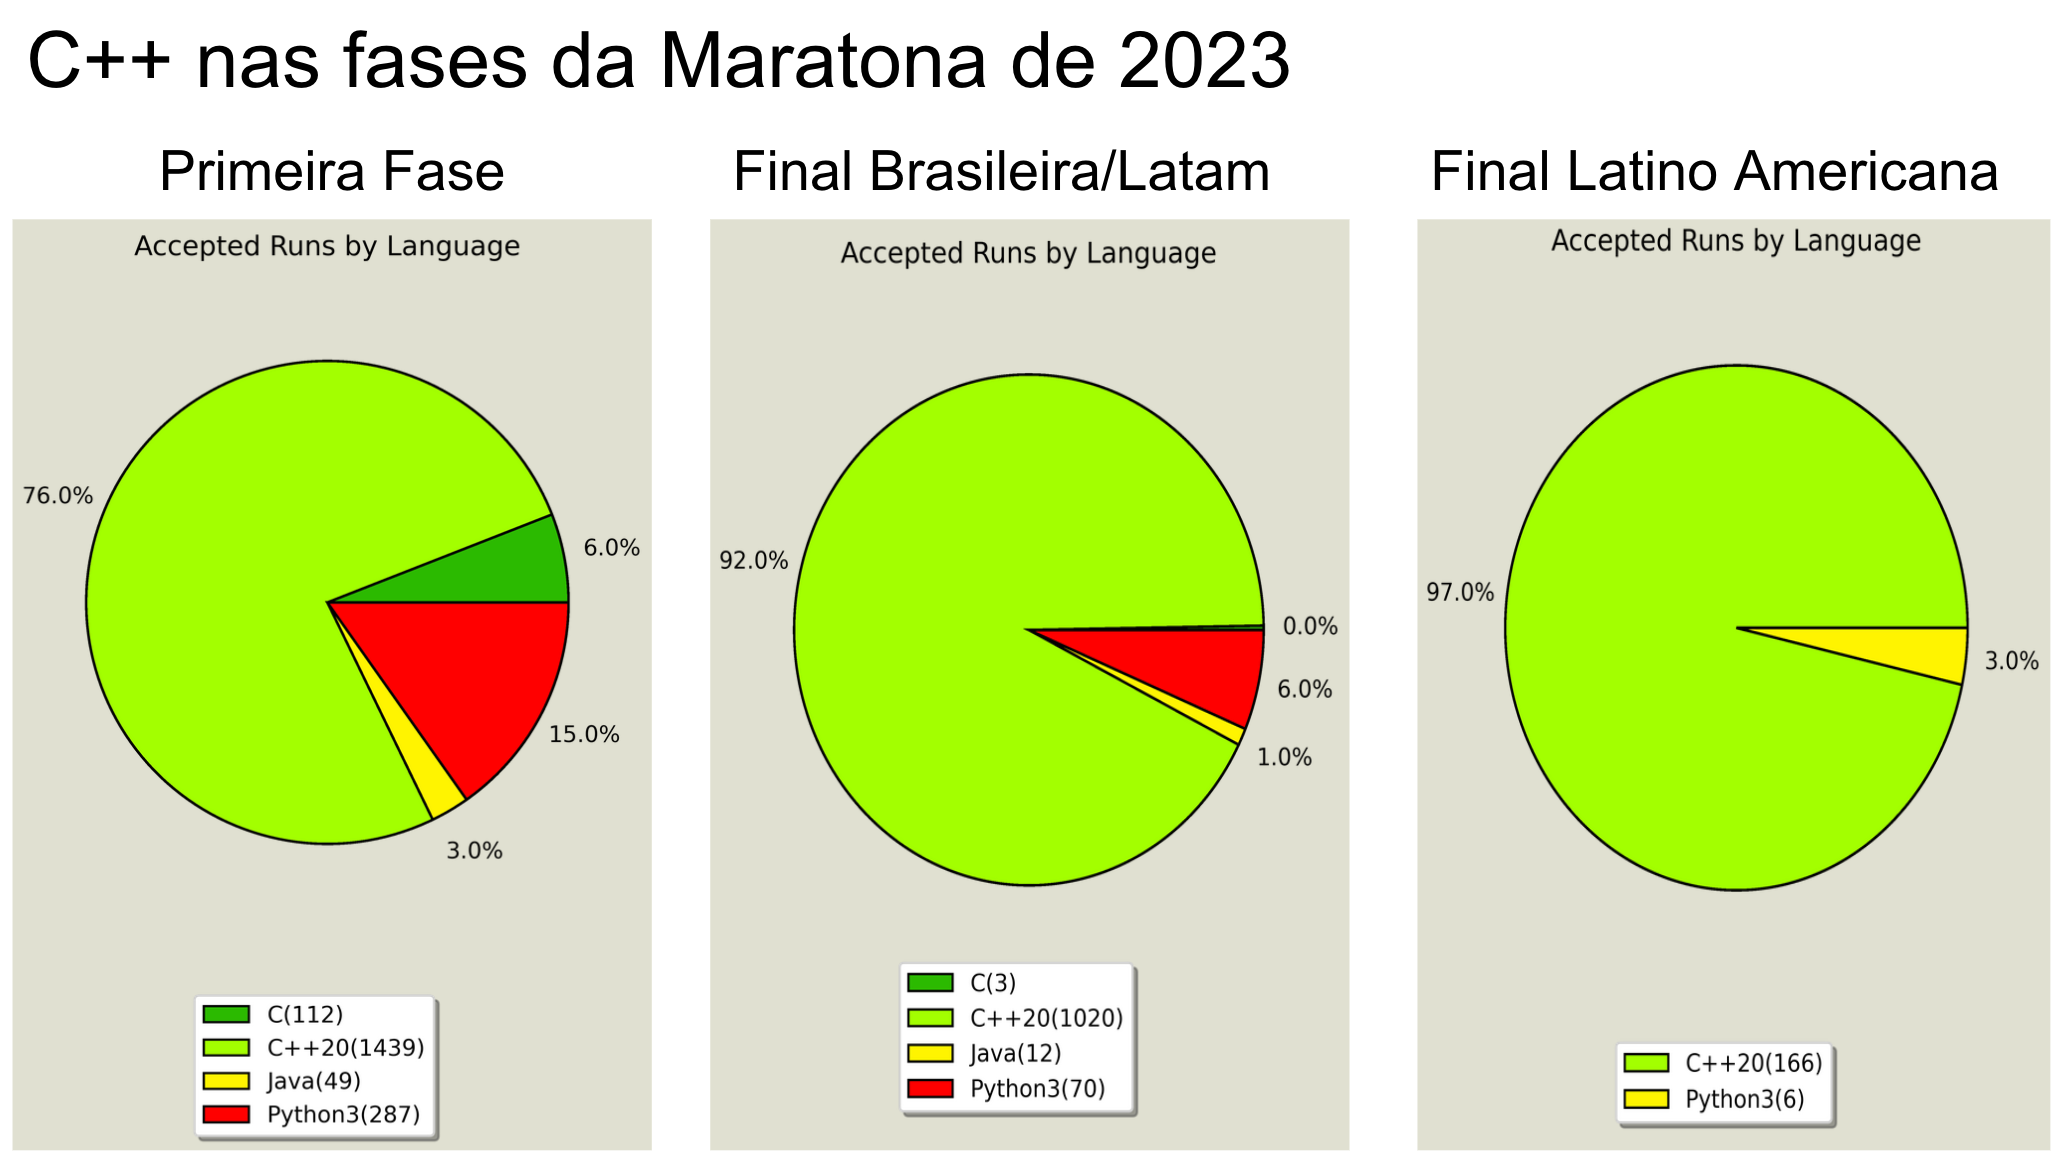 C++ nas fases da Maratona de 2023
Primeira Fase
Accepted Runs by Language
76.0%
6.0%
15.0%
3.0%
C(112)
C++20(1439)
Java(49)
Python3(287)
Final Brasileira/Latam
Accepted Runs by Language
92.0%
0.0%
6.0%
1.0%
C(3)
C++20(1020)
Java(12)
Python3(70)
Final Latino Americana
Accepted Runs by Language
97.0%
3.0%
C++20(166)
Python3(6)